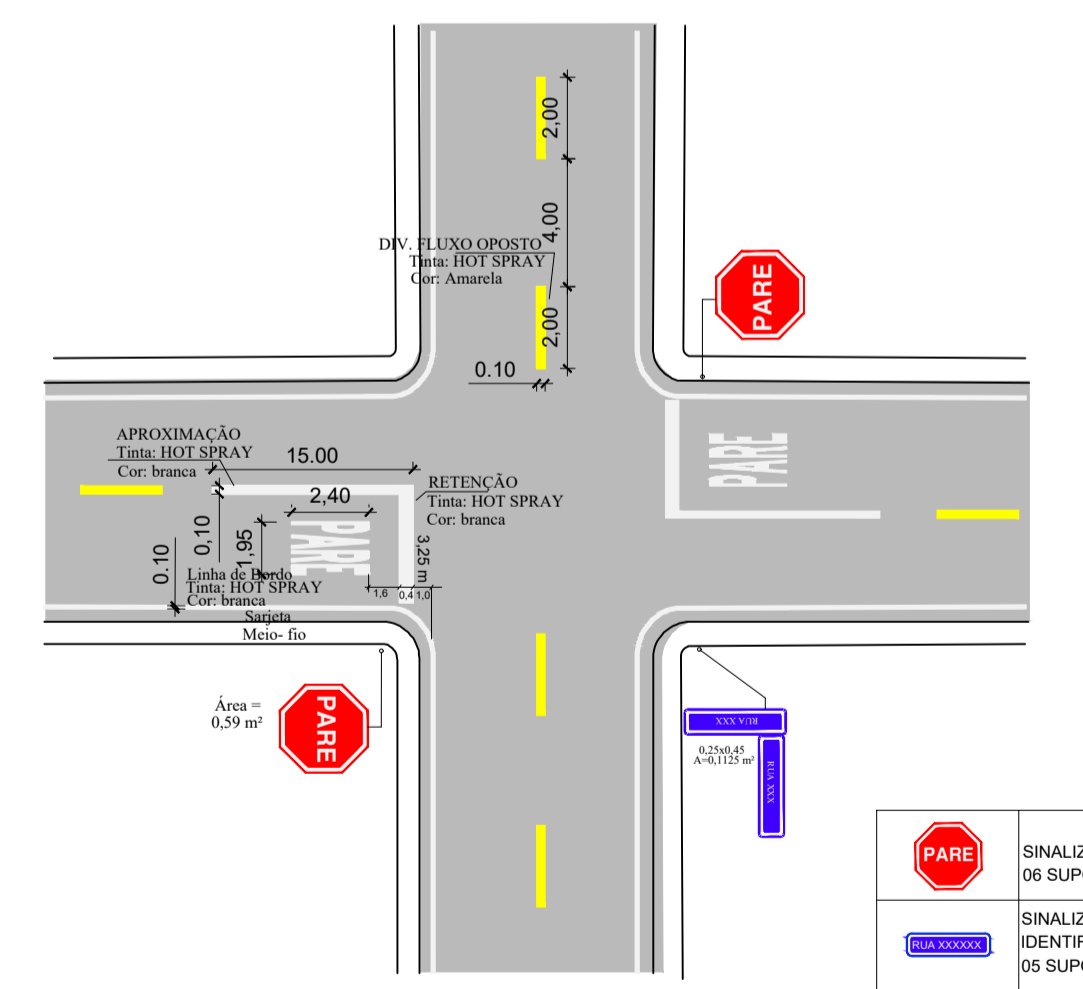 2,00
4,00
DIV. FLUXO OPOSTO
Tinta: HOT SPRAY
Cor: Amarela
2,00
0.10
PARE
APROXIMAÇÃO
Tinta: HOT SPRAY
Cor: branca
15.00
RETENÇÃO
Tinta: HOT SPRAY
Cor: branca
2,40
0,10
1,95
PARE
PARE
3,25 m
0.10
Linha de Bordo
Tinta: HOT SPRAY
Cor: branca
1,6
0,4
1,0
Sarjeta
Meio- fio
Área =
0,59 m²
PARE
RUA XXX
0,25x0,45
A=0,1125 m²
RUA XXX
PARE
SINALIZ
06 SUPO
RUA XXXXXX
SINALIZ
IDENTIF
05 SUPO